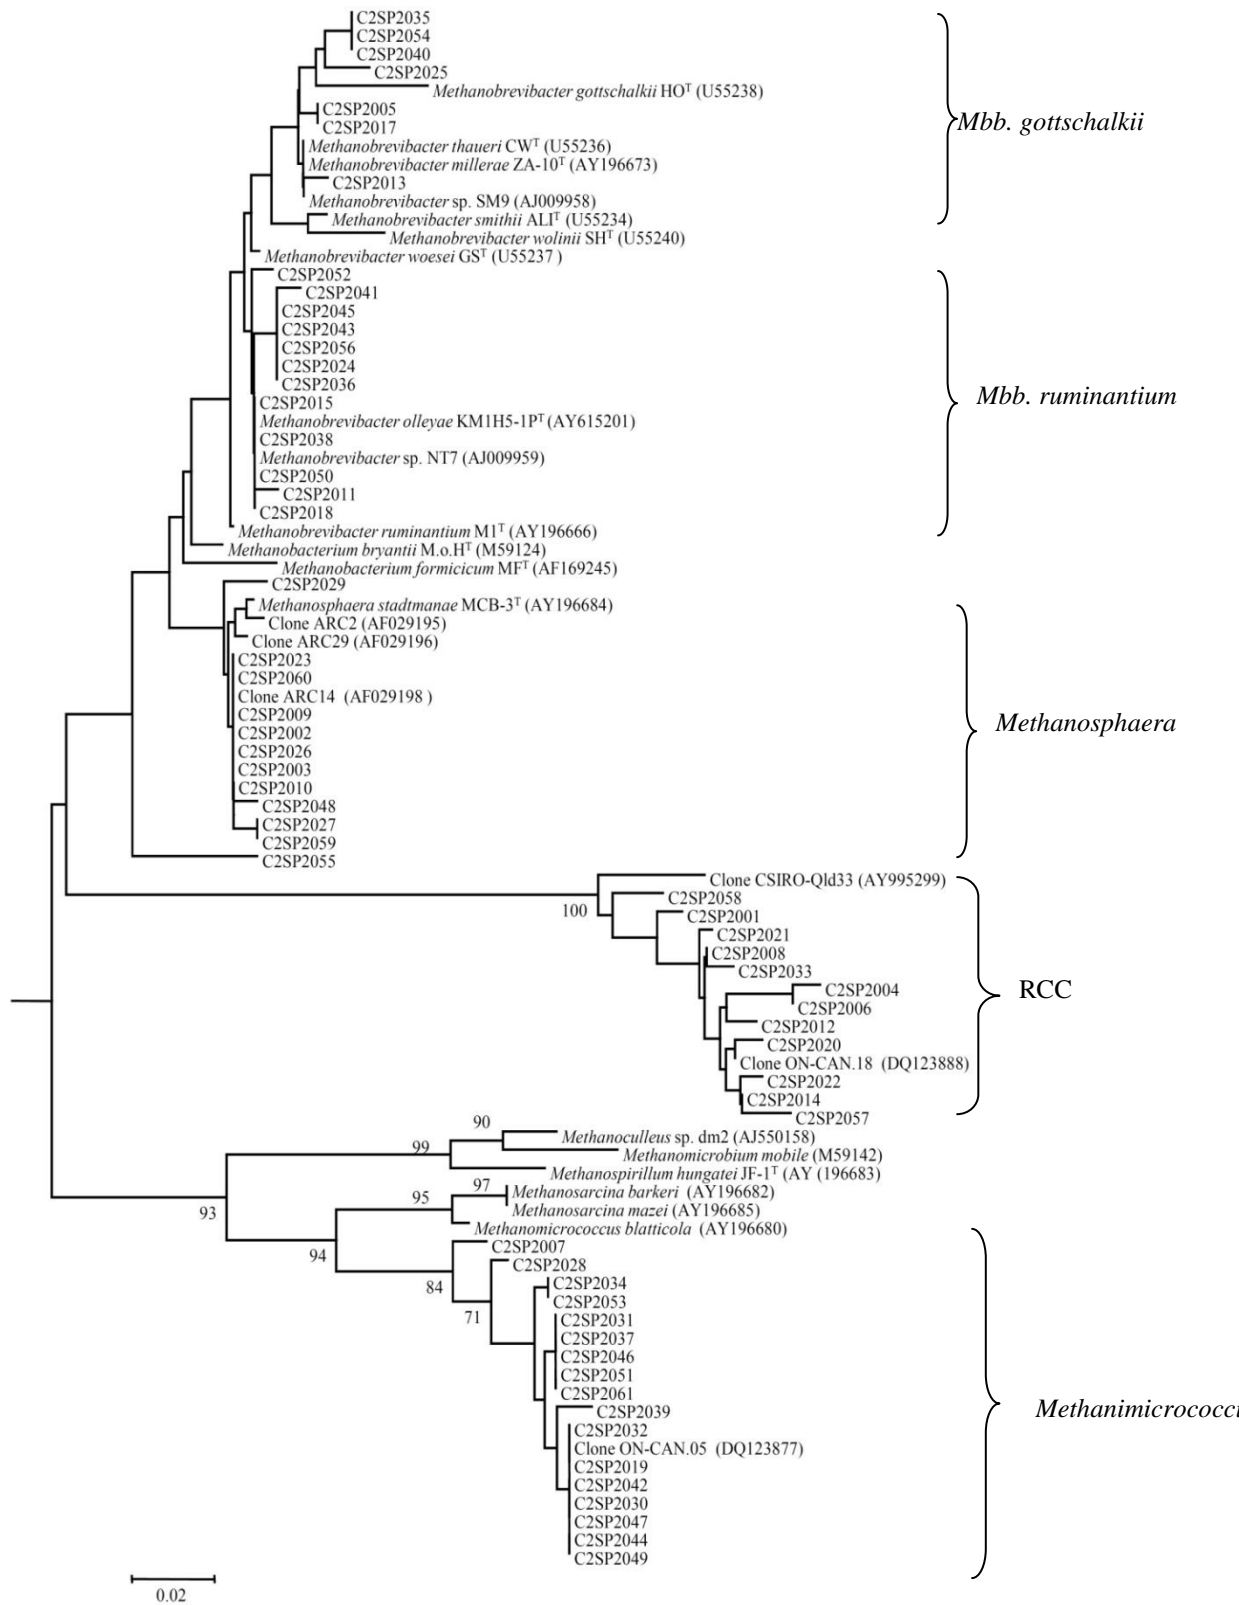 C2SP2035
C2SP2054
C2SP2040
C2SP2025
Methanobrevibacter gottschalkii HOᵀ (U55238)
C2SP2005
Mbb. gottschalkii
C2SP2017
Methanobrevibacter thaueri CWᵀ (U55236)
Methanobrevibacter millerae ZA-10ᵀ (AY196673)
C2SP2013
Methanobrevibacter sp. SM9 (AJ009958)
Methanobrevibacter smithii ALIᵀ (U55234)
Methanobrevibacter wolinii SHᵀ (U55240)
Methanobrevibacter woesei GSᵀ (U55237 )
C2SP2052
C2SP2041
C2SP2045
C2SP2043
C2SP2056
C2SP2024
C2SP2036
Mbb. ruminantium
C2SP2015
Methanobrevibacter olleyae KM1H5-1Pᵀ (AY615201)
C2SP2038
Methanobrevibacter sp. NT7 (AJ009959)
C2SP2050
C2SP2011
C2SP2018
Methanobrevibacter ruminantium M1ᵀ (AY196666)
Methanobacterium bryantii M.o.Hᵀ (M59124)
Methanobacterium formicicum MFᵀ (AF169245)
C2SP2029
Methanosphaera stadtmanae MCB-3ᵀ (AY196684)
Clone ARC2 (AF029195)
Clone ARC29 (AF029196)
C2SP2023
C2SP2060
Clone ARC14 (AF029198 )
C2SP2009
Methanosphaera
C2SP2002
C2SP2026
C2SP2003
C2SP2010
C2SP2048
C2SP2027
C2SP2059
C2SP2055
Clone CSIRO-Qld33 (AY995299)
C2SP2058
100
C2SP2001
C2SP2021
C2SP2008
C2SP2033
C2SP2004
RCC
C2SP2006
C2SP2012
C2SP2020
Clone ON-CAN.18 (DQ123888)
C2SP2022
C2SP2014
C2SP2057
90
Methanoculleus sp. dm2 (AJ550158)
99
Methanomicrobium mobile (M59142)
Methanospirillum hungatei JF-1ᵀ (AY (196683)
97
Methanosarcina barkeri (AY196682)
95
93
Methanosarcina mazei (AY196685)
Methanomicrococcus blatticola (AY196680)
C2SP2007
94
C2SP2028
84
C2SP2034
C2SP2053
71
C2SP2031
C2SP2037
C2SP2046
C2SP2051
C2SP2061
C2SP2039
Methanimicrococc
C2SP2032
Clone ON-CAN.05 (DQ123877)
C2SP2019
C2SP2042
C2SP2030
C2SP2047
C2SP2044
C2SP2049
0.02